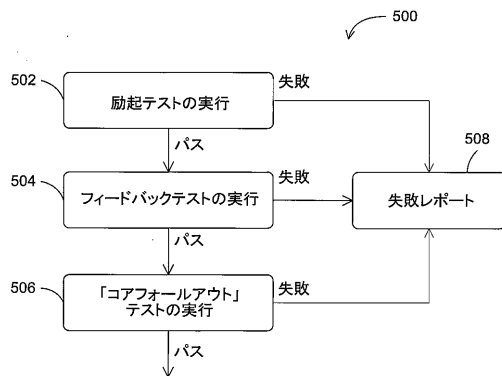 500
502
励起テストの実行
失敗
パス
508
504
フィードバックテストの実行
失敗
失敗レポート
パス
506
「コアフォールアウト」
テストの実行
失敗
パス